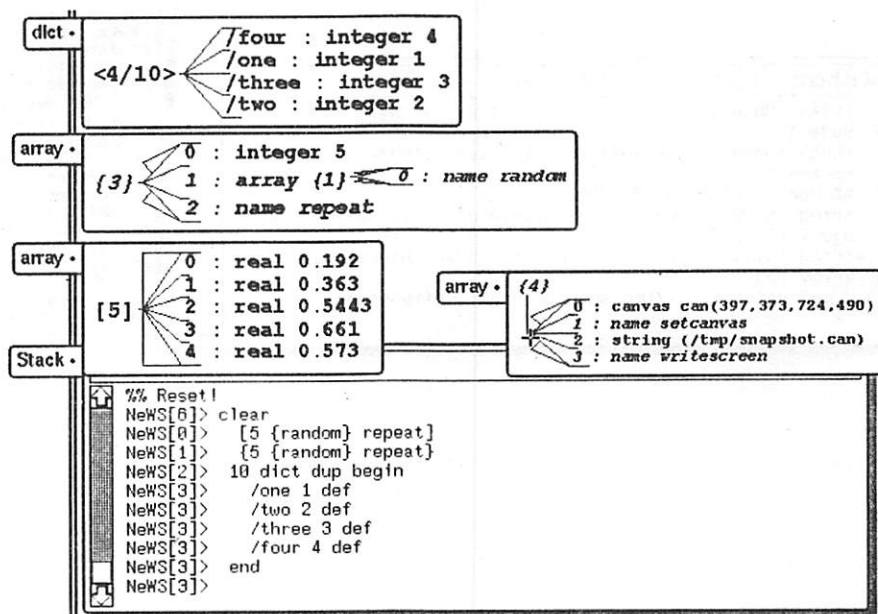 dict •
/four : integer 4
<4/10> /one : integer 1
/three : integer 3
/two : integer 2
array •
0 : integer 5
{3} 1 : array {1} 0 : name random
2 : name repeat
array •
0 : real 0.192
1 : real 0.363
[5] 2 : real 0.5443
3 : real 0.661
4 : real 0.573
array • {4}
0 : canvas can(397,373,724,490)
1 : name setcanvas
2 : string (/tmp/snapshot.can)
3 : name writescreen
Stack •
%% Reset!
NeWS[6]> clear
NeWS[0]> [5 {random} repeat]
NeWS[1]> {5 {random} repeat}
NeWS[2]> 10 dict dup begin
NeWS[3]> /one 1 def
NeWS[3]> /two 2 def
NeWS[3]> /three 3 def
NeWS[3]> /four 4 def
NeWS[3]> end
NeWS[3]>